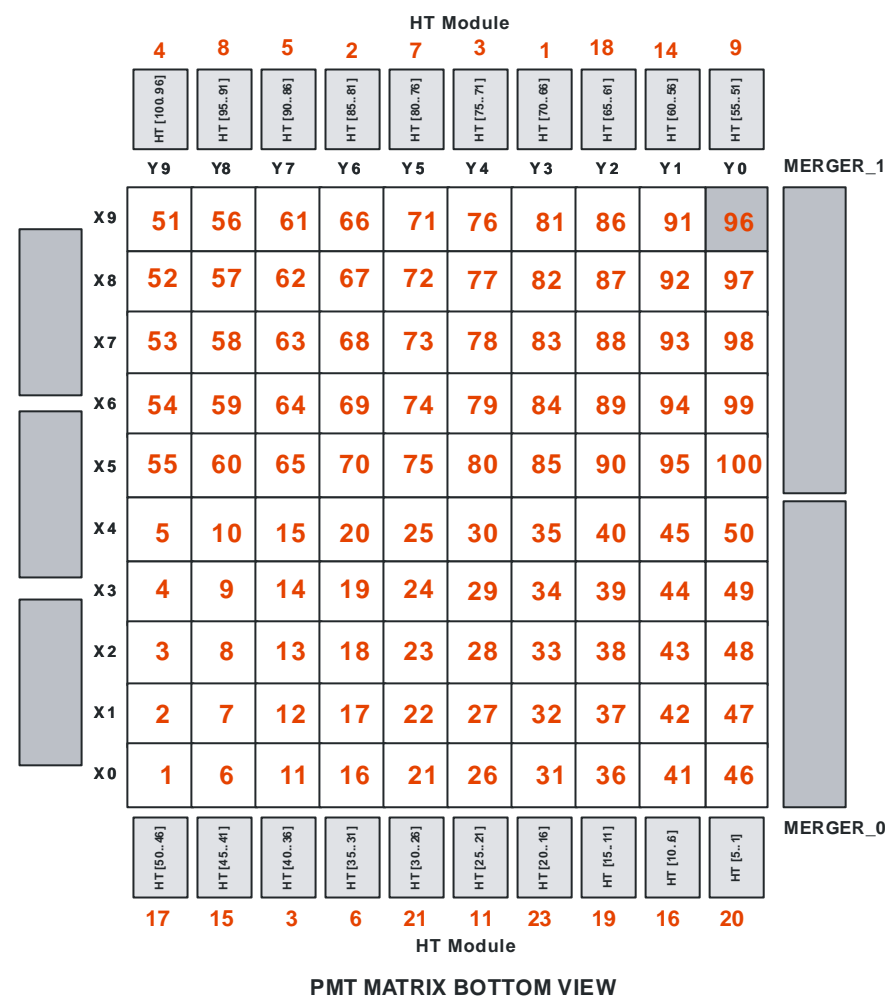 HT Module
4 8 5 2 7 3 1 18 14 9
HT [100..96] HT [95..91] HT [90..86] HT [85..81] HT [80..76] HT [75..71] HT [70..66] HT [65..61] HT [60..56] HT [55..51]
Y9 Y8 Y7 Y6 Y5 Y4 Y3 Y2 Y1 Y0 MERGER_1
X9 51 56 61 66 71 76 81 86 91 96
X8 52 57 62 67 72 77 82 87 92 97
X7 53 58 63 68 73 78 83 88 93 98
X6 54 59 64 69 74 79 84 89 94 99
X5 55 60 65 70 75 80 85 90 95 100
X4 5 10 15 20 25 30 35 40 45 50
X3 4 9 14 19 24 29 34 39 44 49
X2 3 8 13 18 23 28 33 38 43 48
X1 2 7 12 17 22 27 32 37 42 47
X0 1 6 11 16 21 26 31 36 41 46
HT [50..46] HT [45..41] HT [40..36] HT [35..31] HT [30..26] HT [25..21] HT [20..16] HT [15..11] HT [10..6] HT [5..1] MERGER_0
17 15 3 6 21 11 23 19 16 20
HT Module
PMT MATRIX BOTTOM VIEW